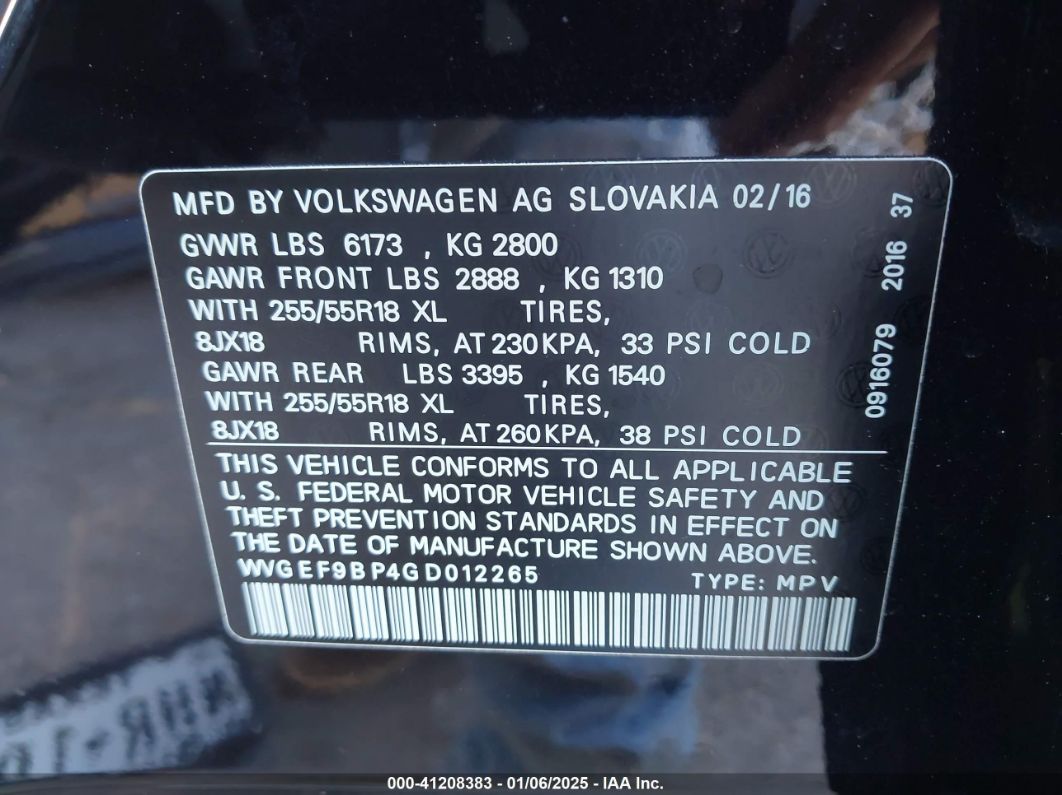 MFD BY VOLKSWAGEN AG SLOVAKIA 02/16
GVWR LBS 6173 , KG 2800
GAWR FRONT LBS 2888 , KG 1310
WITH 255/55R18 XL TIRES,
8JX18 RIMS, AT 230KPA, 33 PSI COLD
GAWR REAR LBS 3395 , KG 1540
WITH 255/55R18 XL TIRES,
8JX18 RIMS, AT 260KPA, 38 PSI COLD
THIS VEHICLE CONFORMS TO ALL APPLICABLE
U. S. FEDERAL MOTOR VEHICLE SAFETY AND
THEFT PREVENTION STANDARDS IN EFFECT ON
THE DATE OF MANUFACTURE SHOWN ABOVE.
WVGEF9BP4GD012265 TYPE: MPV
0916079 2016 37
000-41208383 - 01/06/2025 - IAA Inc.